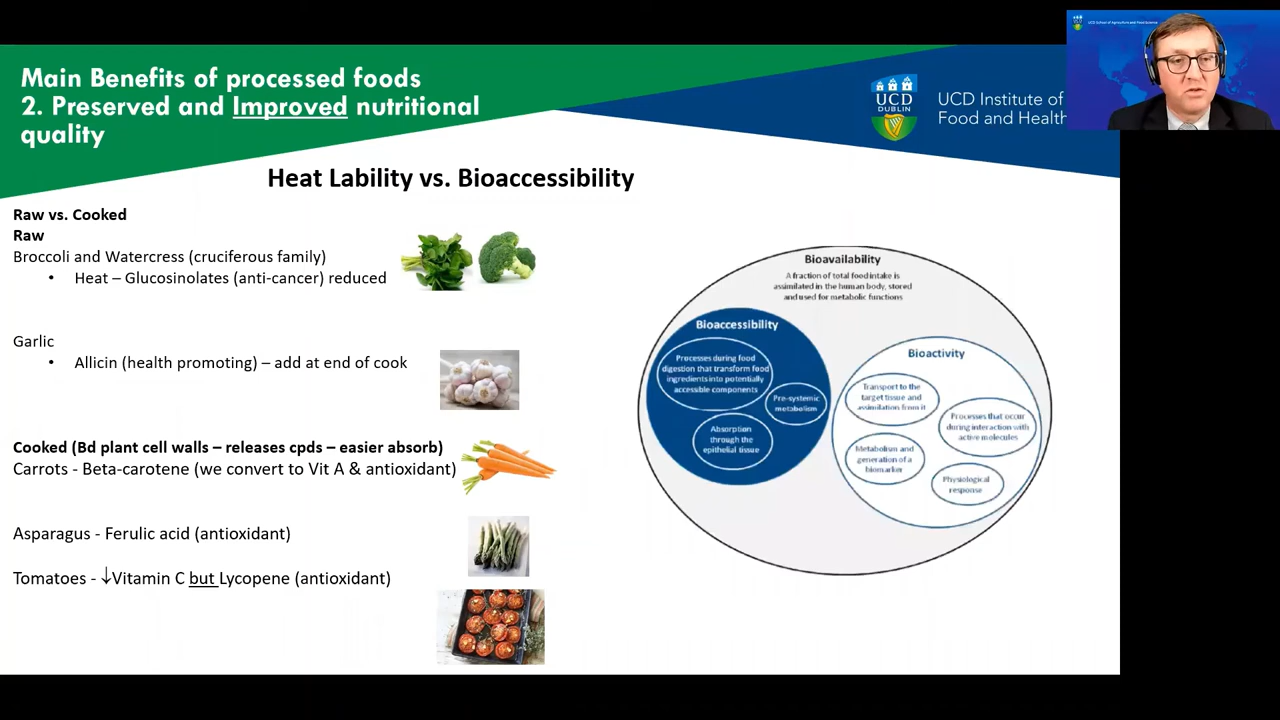 UCD School of Agriculture and Food Science
Main Benefits of processed foods
2. Preserved and Improved nutritional
quality
UCD
DUBLIN
UCD Institute of
Food and Health
Heat Lability vs. Bioaccessibility
Raw vs. Cooked
Raw
Broccoli and Watercress (cruciferous family)
• Heat – Glucosinolates (anti-cancer) reduced
Garlic
• Allicin (health promoting) – add at end of cook
Cooked (Bd plant cell walls – releases cpds – easier absorb)
Carrots - Beta-carotene (we convert to Vit A & antioxidant)
Asparagus - Ferulic acid (antioxidant)
Tomatoes - ↓Vitamin C but Lycopene (antioxidant)
Bioavailability
A fraction of total food intake is
assimilated in the human body, stored
and used for metabolic functions
Bioaccessibility
Processes during food
digestion that transform food
ingredients into potentially
accessible components
Pre-systemic
metabolism
Absorption
through the
epithelial tissue
Bioactivity
Transport to the
target tissue and
assimilation from it
Processes that occur
during interaction with
active molecules
Metabolism and
generation of a
biomarker
Physiological
response